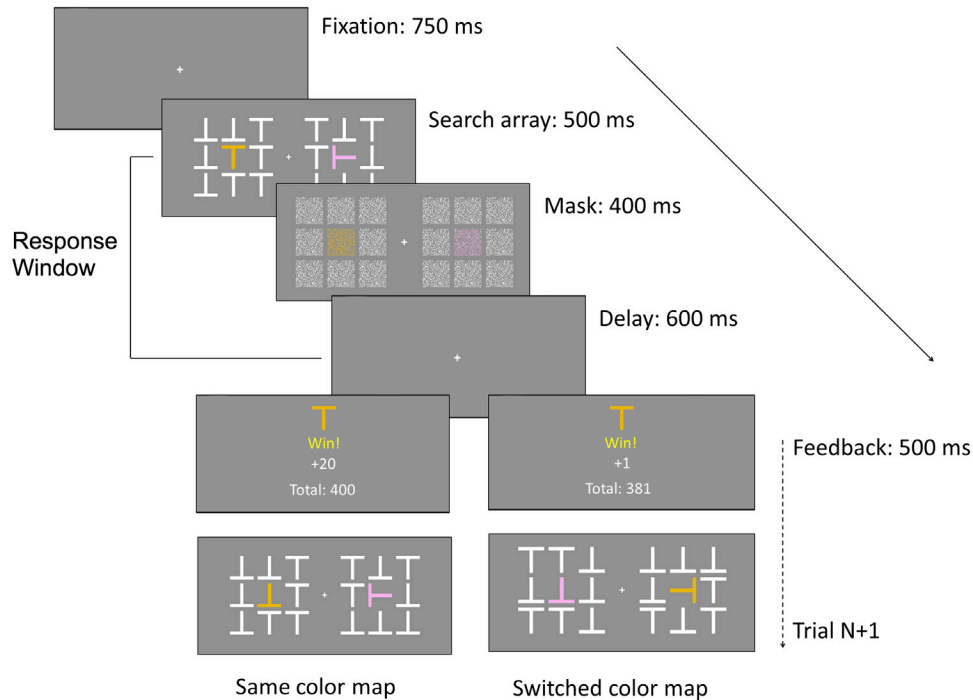 Fixation: 750 ms
Search array: 500 ms
Mask: 400 ms
Response
Window
Delay: 600 ms
Win!
+20
Total: 400
Win!
+1
Total: 381
Feedback: 500 ms
Trial N+1
Same color map
Switched color map